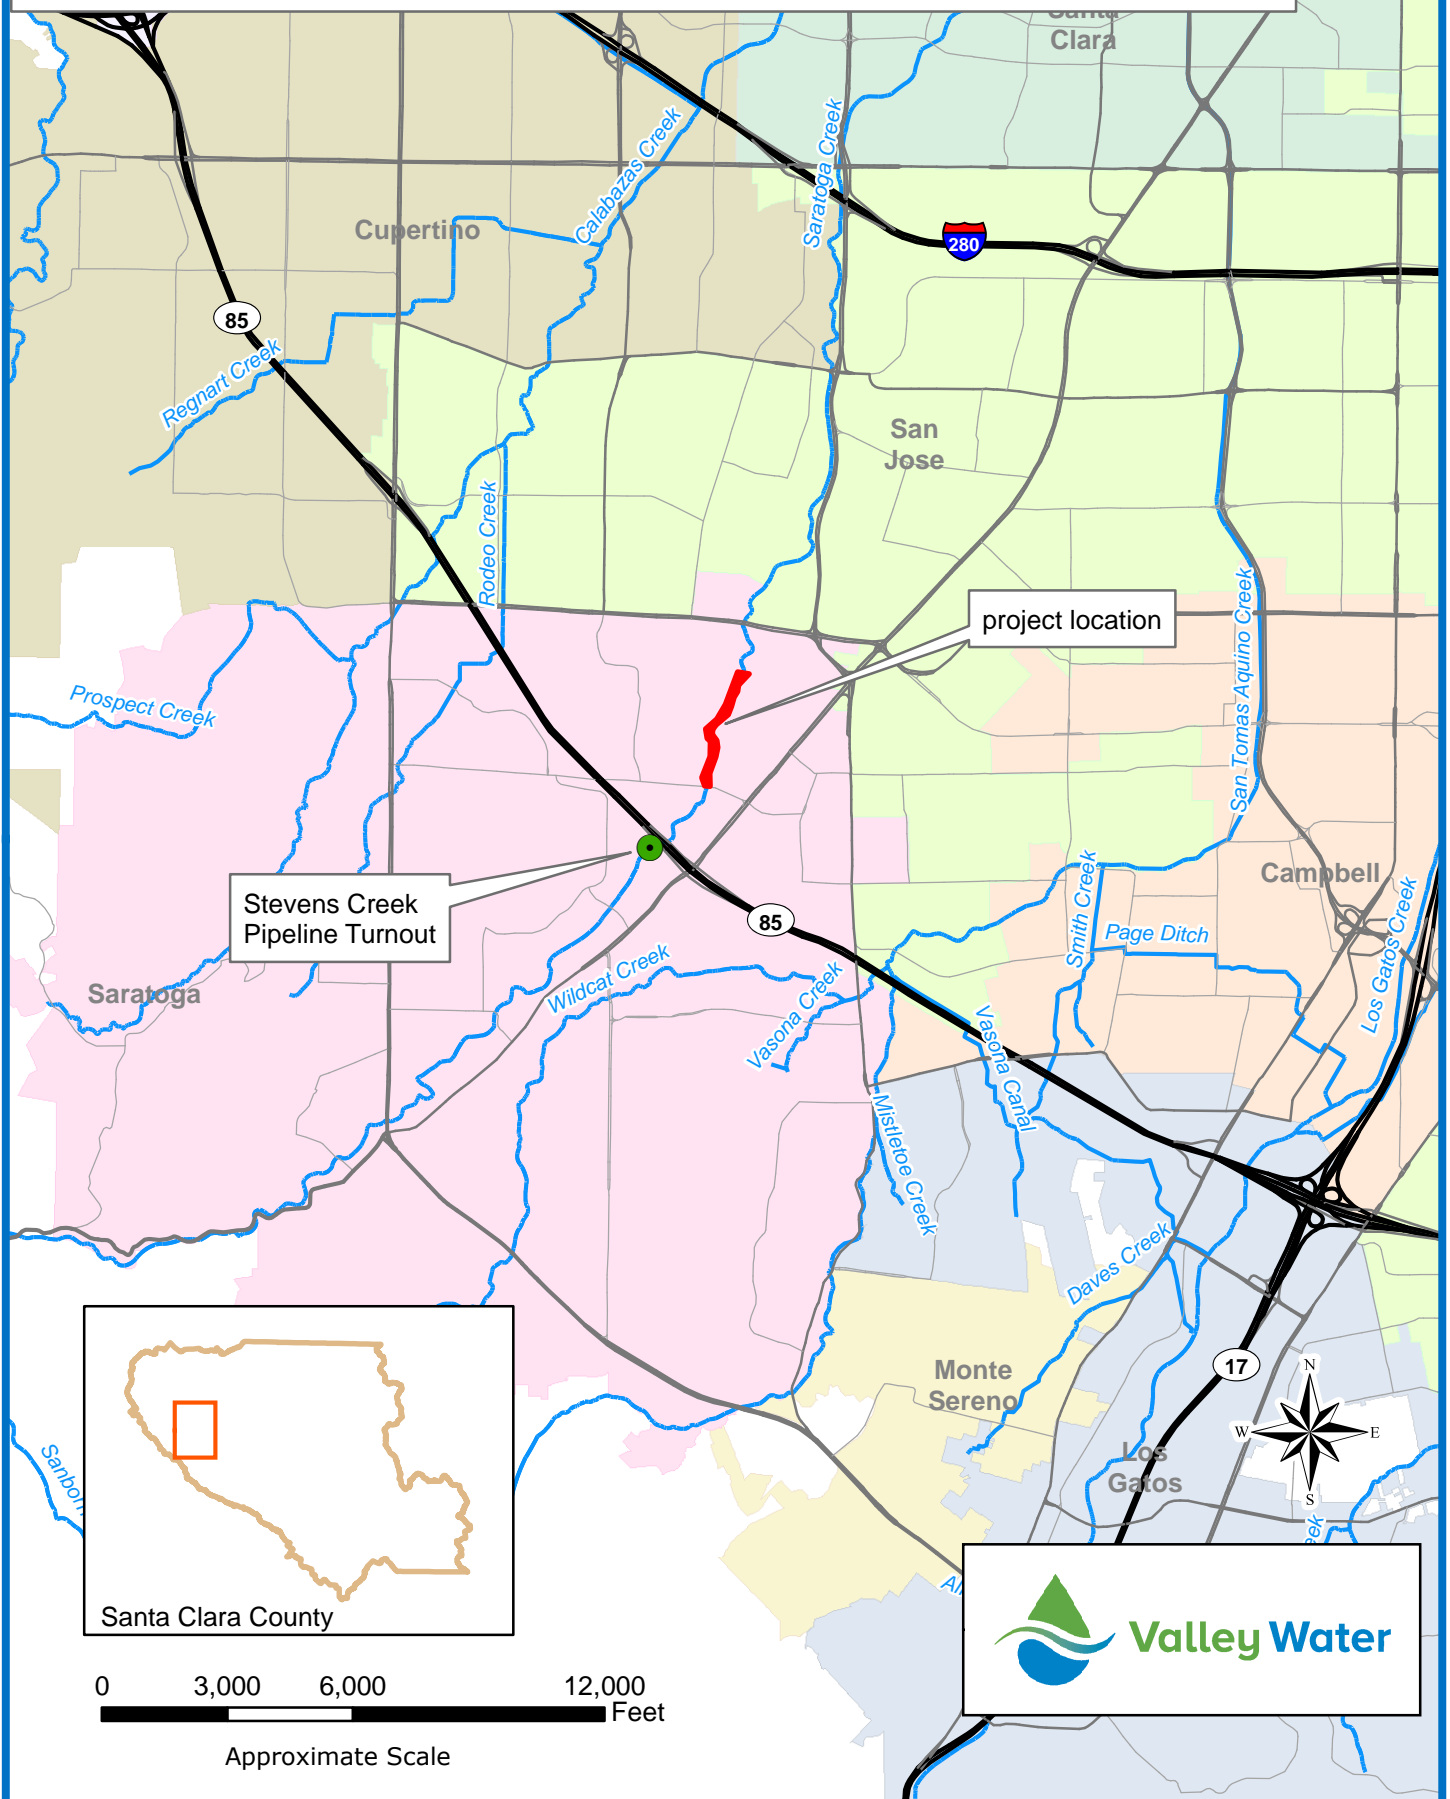 Santa
Clara
Calabazas Creek
Saratoga Creek
Cupertino
280
85
Regnart Creek
San
Jose
Rodeo Creek
San Tomas Aquino Creek
project location
Prospect Creek
Stevens Creek
Pipeline Turnout
85
Campbell
Smith Creek
Page Ditch
Los Gatos Creek
Saratoga
Wildcat Creek
Vasona Creek
Vasona Canal
Mistletoe Creek
Daves Creek
Monte
Sereno
17
N
W
E
S
Los
Gatos
Sanborn
eek
Santa Clara County
Valley Water
0 3,000 6,000 12,000
Feet
Approximate Scale